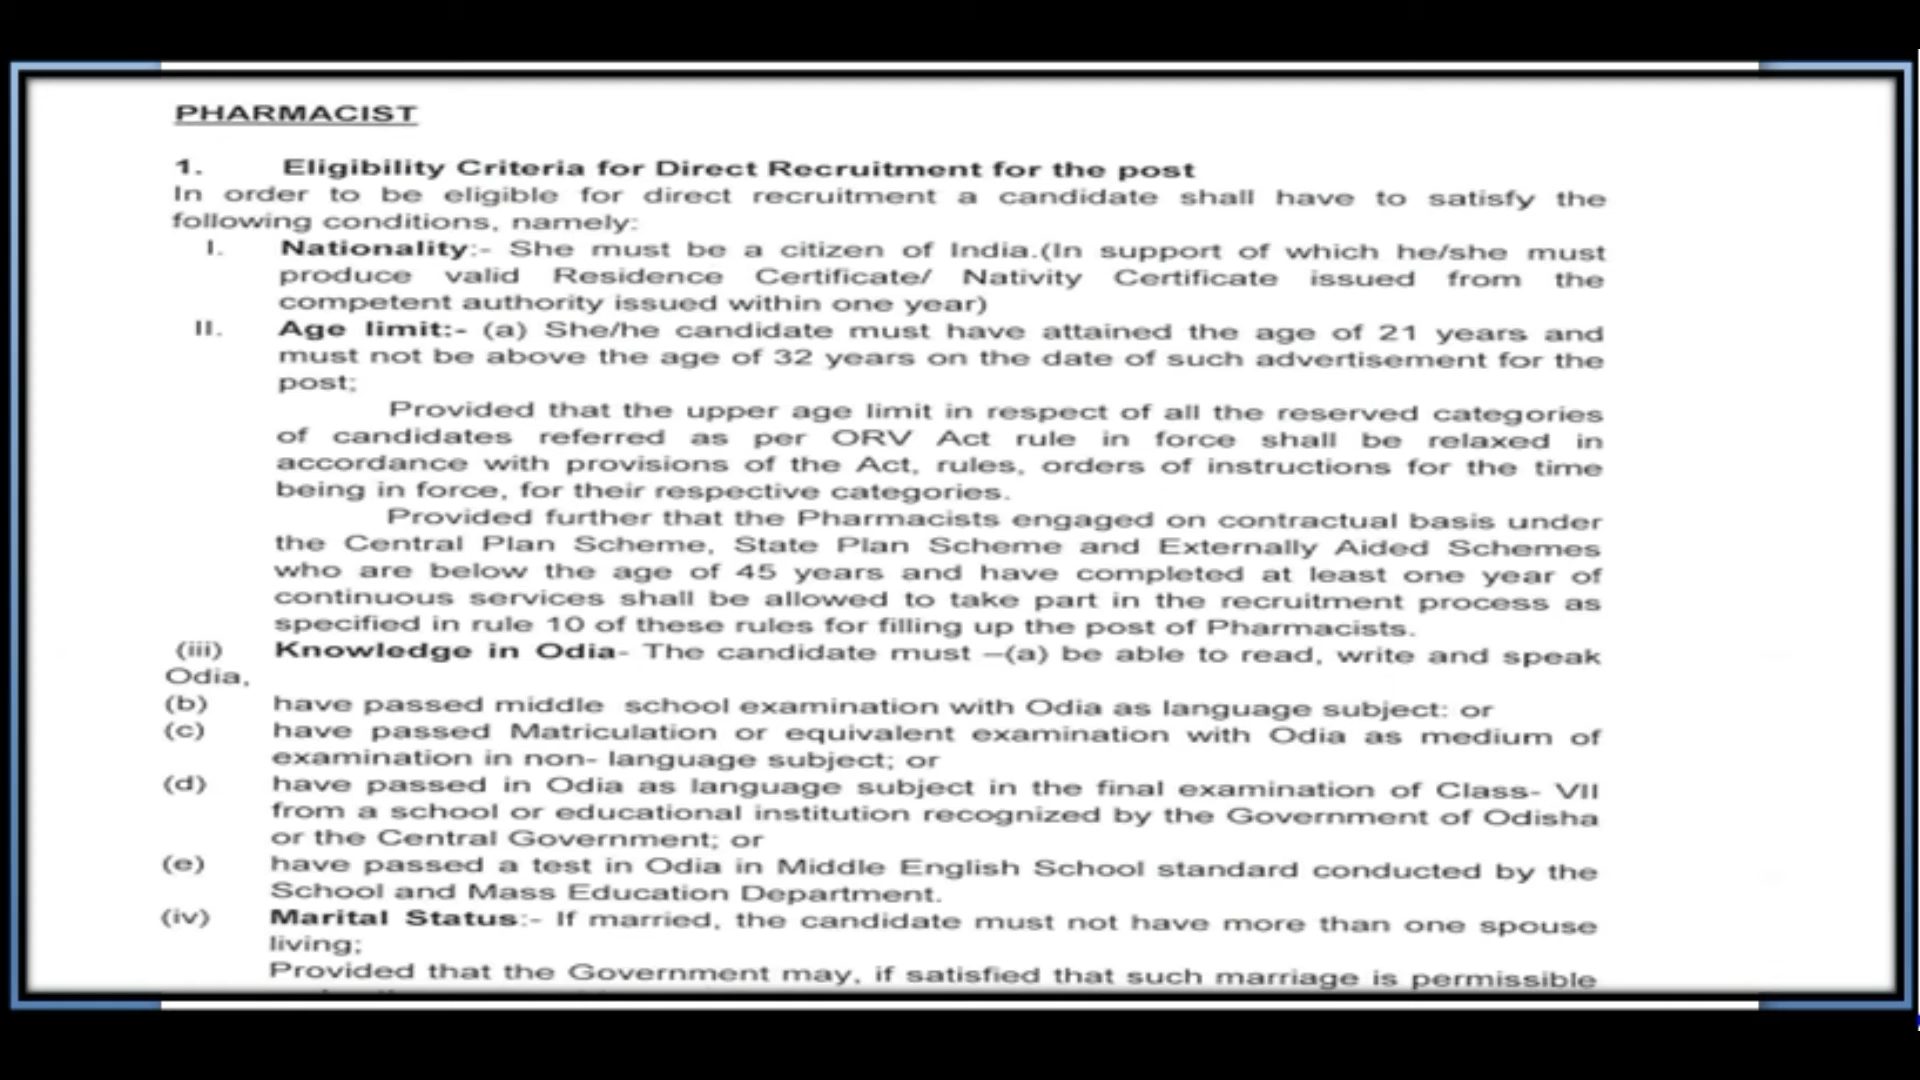 PHARMACIST
1. Eligibility Criteria for Direct Recruitment for the post
In order to be eligible for direct recruitment a candidate shall have to satisfy the
following conditions, namely:
I. Nationality:- She must be a citizen of India.(In support of which he/she must
produce valid Residence Certificate/ Nativity Certificate issued from the
competent authority issued within one year)
II. Age limit:- (a) She/he candidate must have attained the age of 21 years and
must not be above the age of 32 years on the date of such advertisement for the
post;
Provided that the upper age limit in respect of all the reserved categories
of candidates referred as per ORV Act rule in force shall be relaxed in
accordance with provisions of the Act, rules, orders of instructions for the time
being in force, for their respective categories.
Provided further that the Pharmacists engaged on contractual basis under
the Central Plan Scheme, State Plan Scheme and Externally Aided Schemes
who are below the age of 45 years and have completed at least one year of
continuous services shall be allowed to take part in the recruitment process as
specified in rule 10 of these rules for filling up the post of Pharmacists.
(iii) Knowledge in Odia- The candidate must –(a) be able to read, write and speak
Odia,
(b) have passed middle school examination with Odia as language subject: or
(c) have passed Matriculation or equivalent examination with Odia as medium of
examination in non- language subject; or
(d) have passed in Odia as language subject in the final examination of Class- VII
from a school or educational institution recognized by the Government of Odisha
or the Central Government; or
(e) have passed a test in Odia in Middle English School standard conducted by the
School and Mass Education Department.
(iv) Marital Status:- If married, the candidate must not have more than one spouse
living;
Provided that the Government may, if satisfied that such marriage is permissible